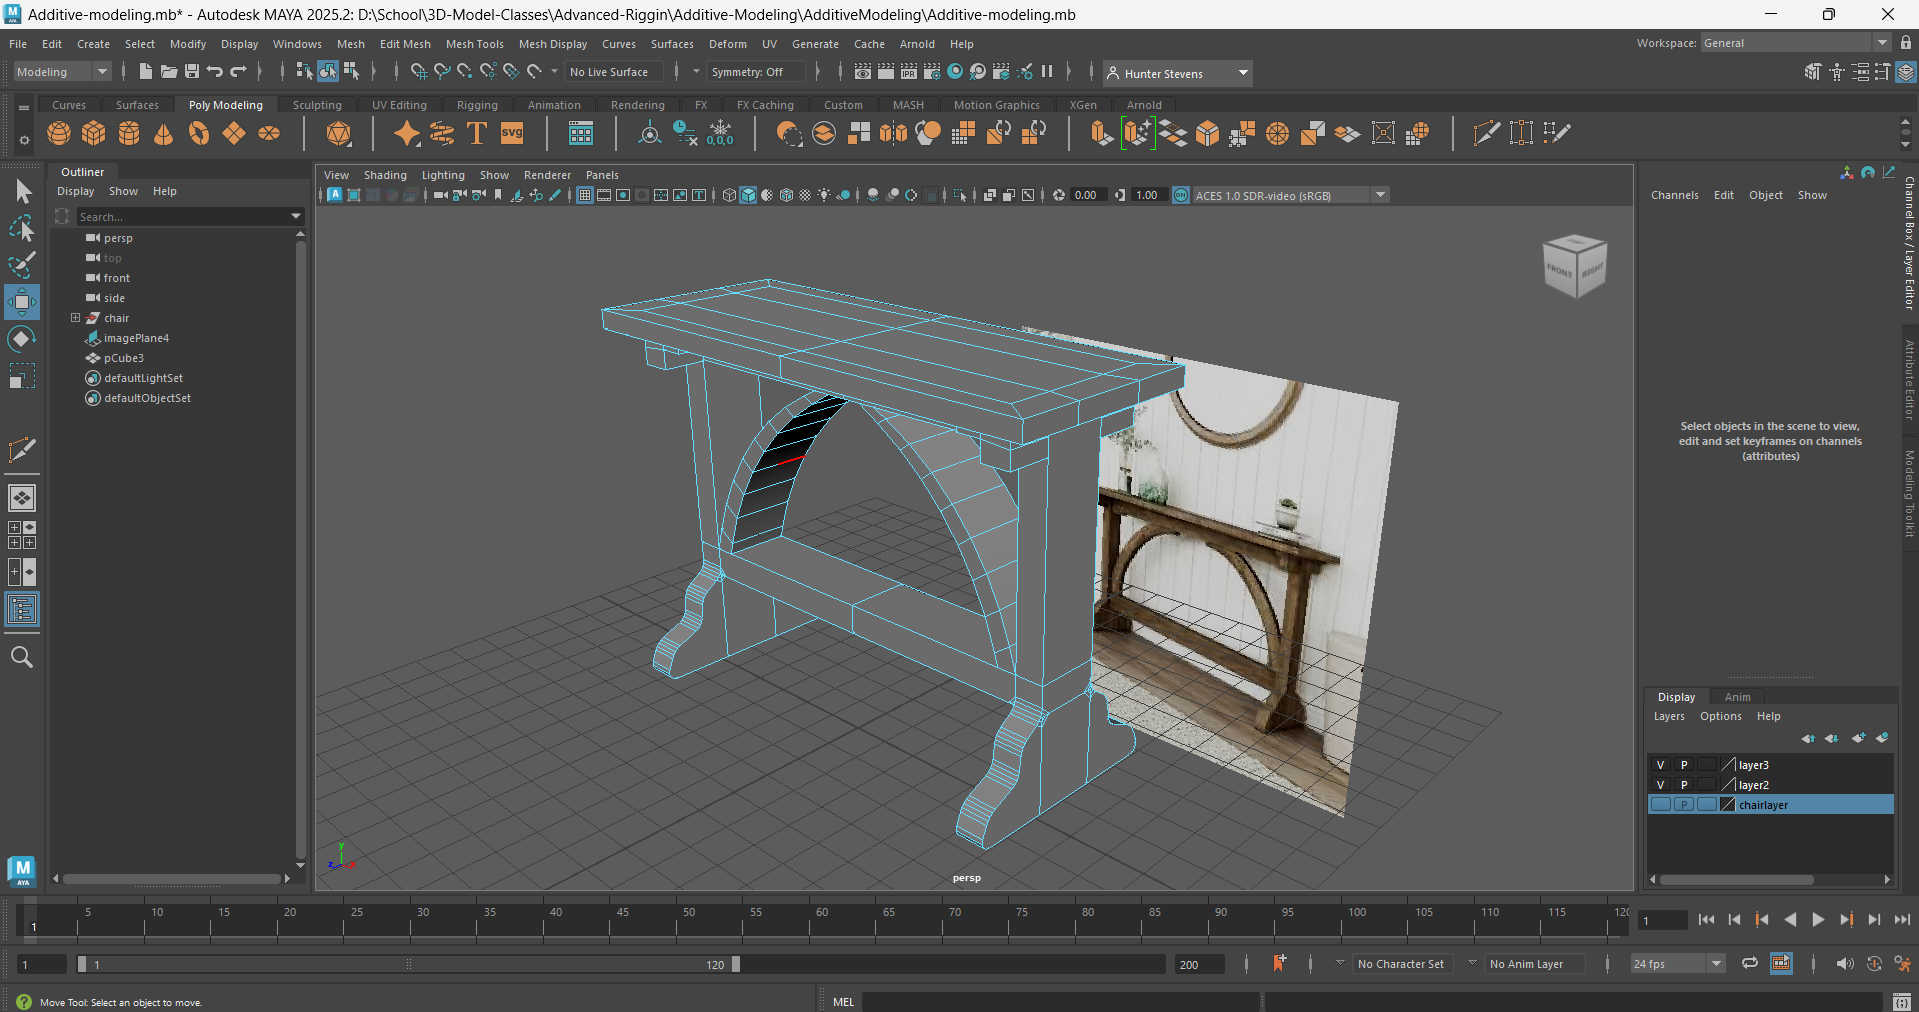 Additive-modeling.mb* - Autodesk MAYA 2025.2: D:\School\3D-Model-Classes\Advanced-Riggin\Additive-Modeling\AdditiveModeling\Additive-modeling.mb
File Edit Create Select Modify Display Windows Mesh Edit Mesh Mesh Tools Mesh Display Curves Surfaces Deform UV Generate Cache Arnold Help Workspace: General
Modeling No Live Surface Symmetry: Off IPR Hunter Stevens
Curves Surfaces Poly Modeling Sculpting UV Editing Rigging Animation Rendering FX FX Caching Custom MASH Motion Graphics XGen Arnold
T SVG 0,0,0
Outliner
Display Show Help
Search...
persp
top
front
side
chair
imagePlane4
pCube3
defaultLightSet
defaultObjectSet
View Shading Lighting Show Renderer Panels
0.00 1.00 ON ACES 1.0 SDR-video (sRGB)
FRONT RIGHT
y
z
persp
Channels Edit Object Show
Channel Box / Layer Editor
Attribute Editor
Modeling Toolkit
Select objects in the scene to view,
edit and set keyframes on channels
(attributes)
Display Anim
Layers Options Help
V P layer3
V P layer2
P chairlayer
M
AYA
5 10 15 20 25 30 35 40 45 50 55 60 65 70 75 80 85 90 95 100 105 110 115 120
1 1
1 1 120 200 No Character Set No Anim Layer 24 fps
Move Tool: Select an object to move. MEL